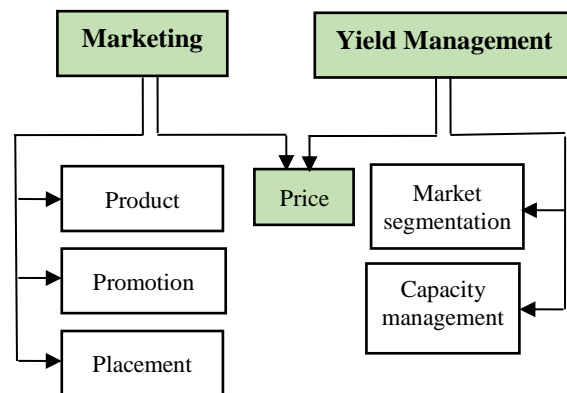 Marketing
Yield Management
Product
Price
Market
segmentation
Promotion
Capacity
management
Placement